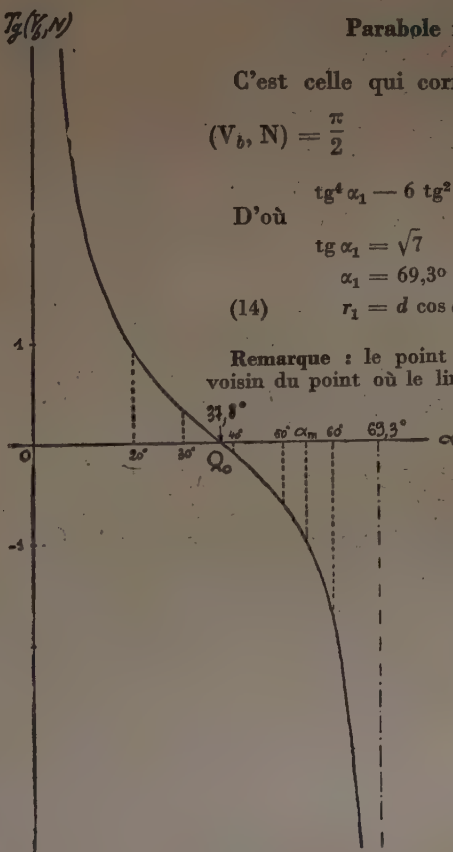 Tg(V_b, N)
Parabole
C'est celle qui cor
(V_b, N) = π/2
tg⁴ α₁ — 6 tg²
D'où
tg α₁ = √7
α₁ = 69,3°
(14) r₁ = d cos
Remarque : le point
voisin du point où le li
1
37,8°
0 20° 30° 40° 50° α_m 60° 69,3°
Q₀
-1